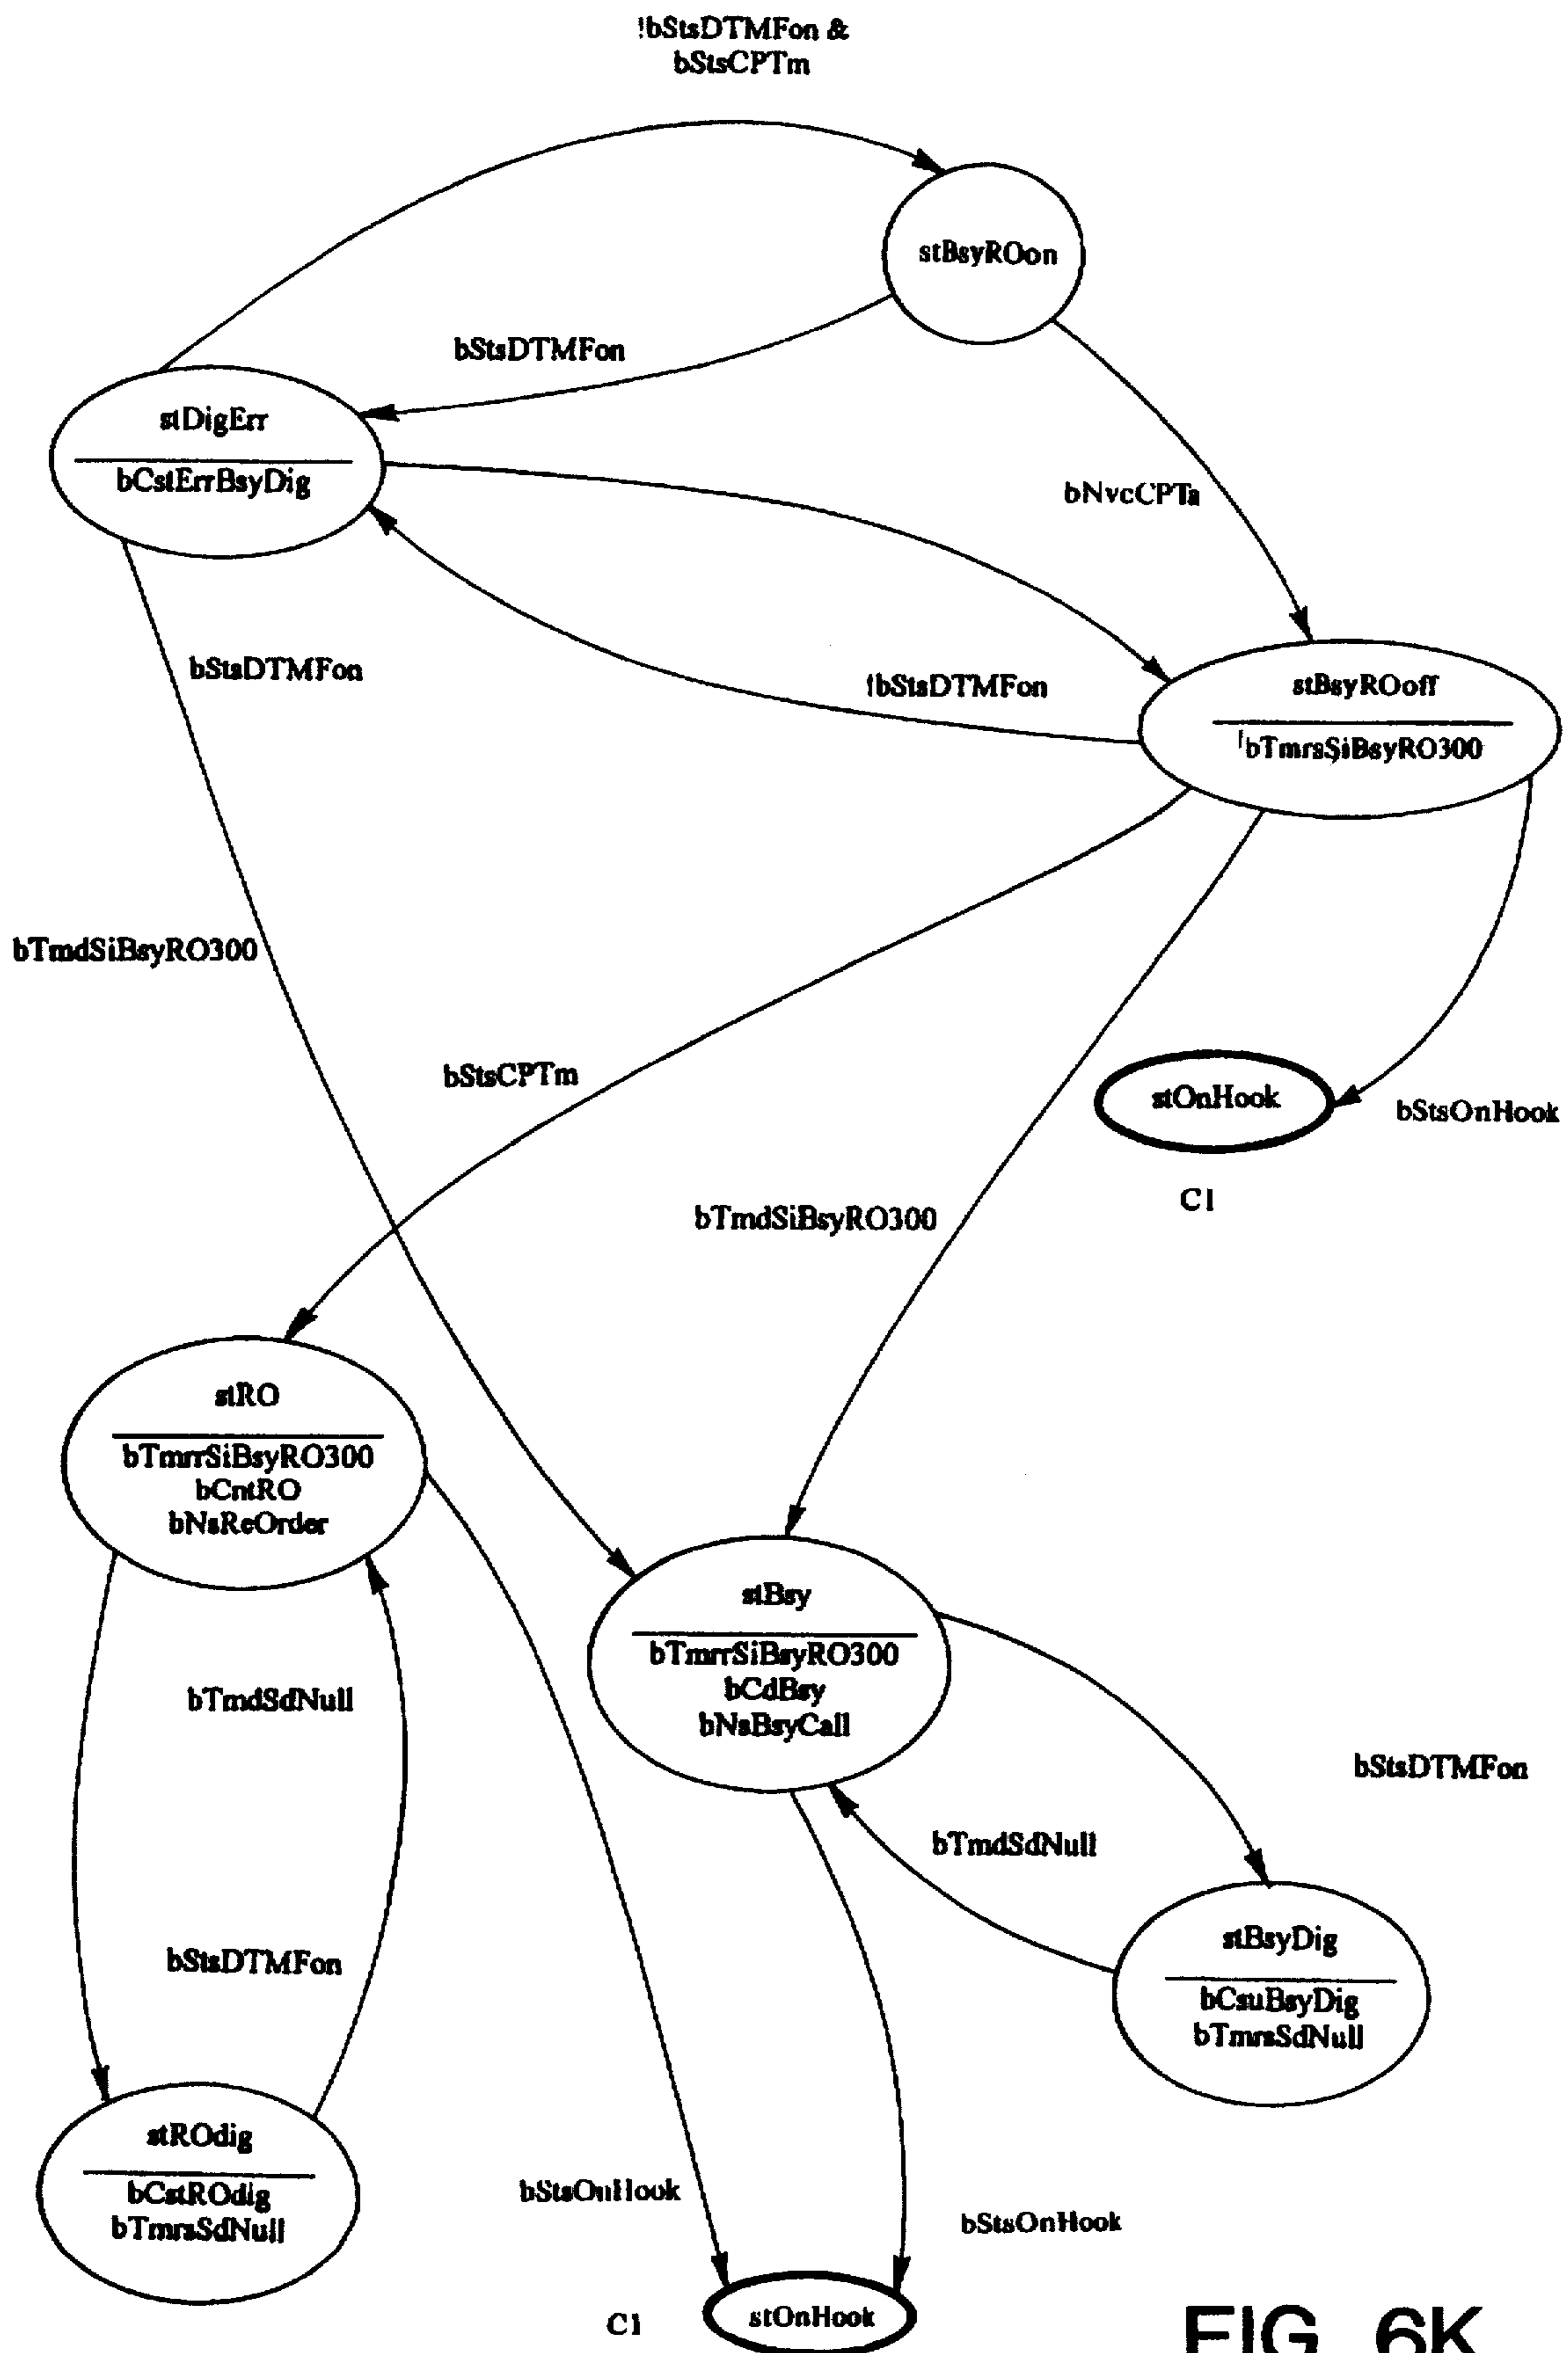 !bStsDTMFon &
bStsCPTm
stBsyROon
bStsDTMFon
stDigErr
bCstErrBsyDig
bNvcCPTa
bStsDTMFon
!bStsDTMFon
stBsyROoff
bTmrsSiBsyRO300
bTmdSiBsyRO300
bStsCPTm
stOnHook
bStsOnHook
C1
bTmdSiBsyRO300
stRO
bTmrrSiBsyRO300
bCntRO
bNsReOrder
stBsy
bTmrrSiBsyRO300
bCdBsy
bNsBsyCall
bTmdSdNull
bStsDTMFon
bTmdSdNull
stBsyDig
bCsuBsyDig
bTmrsSdNull
bStsDTMFon
stROdig
bCstROdig
bTmrsSdNull
bStsOnHook
bStsOnHook
C1
stOnHook
FIG. 6K